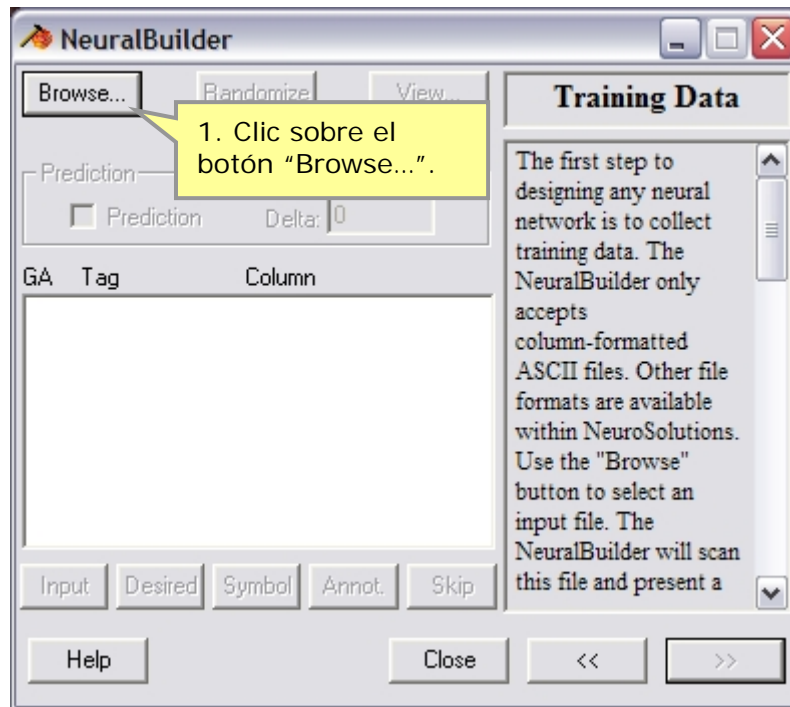 NeuralBuilder
Browse...
Randomize
View...
1. Clic sobre el
botón “Browse...”.
Prediction
Prediction
Delta:
0
GA Tag Column
Input
Desired
Symbol
Annot.
Skip
Training Data
The first step to
designing any neural
network is to collect
training data. The
NeuralBuilder only
accepts
column-formatted
ASCII files. Other file
formats are available
within NeuroSolutions.
Use the "Browse"
button to select an
input file. The
NeuralBuilder will scan
this file and present a
Help
Close
<<
>>